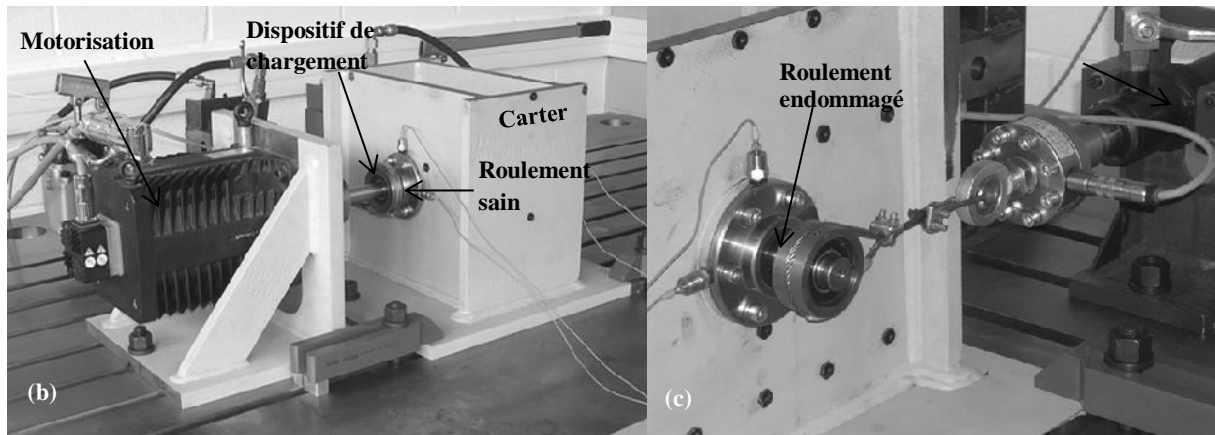 Motorisation
Dispositif de
chargement
Carter
Roulement
sain
(b)
Roulement
endommagé
(c)